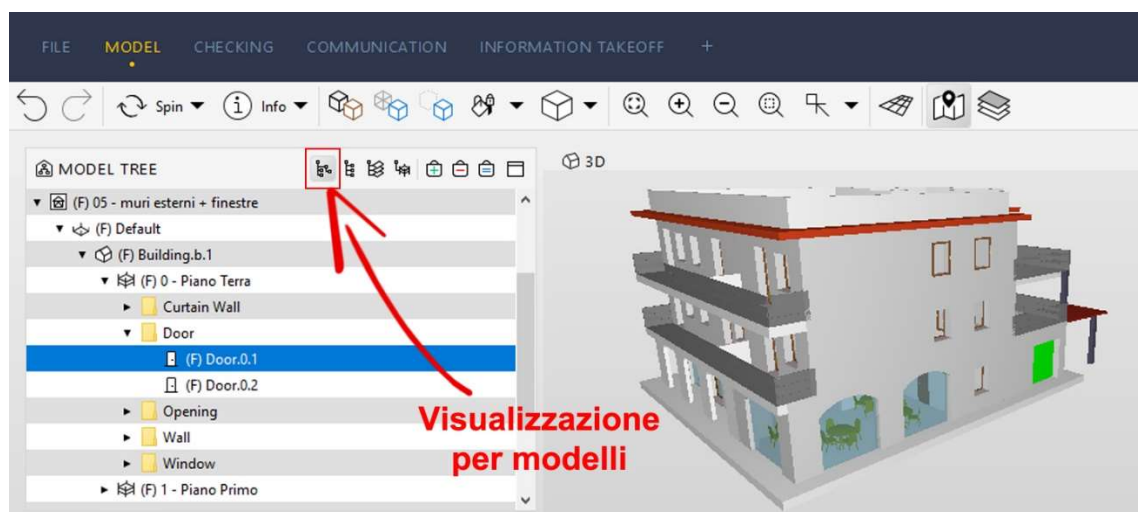 FILE MODEL CHECKING COMMUNICATION INFORMATION TAKEOFF +
Spin Info
MODEL TREE
3D
(F) 05 - muri esterni + finestre
(F) Default
(F) Building.b.1
(F) 0 - Piano Terra
Curtain Wall
Door
(F) Door.0.1
(F) Door.0.2
Opening
Wall
Window
(F) 1 - Piano Primo
Visualizzazione
per modelli